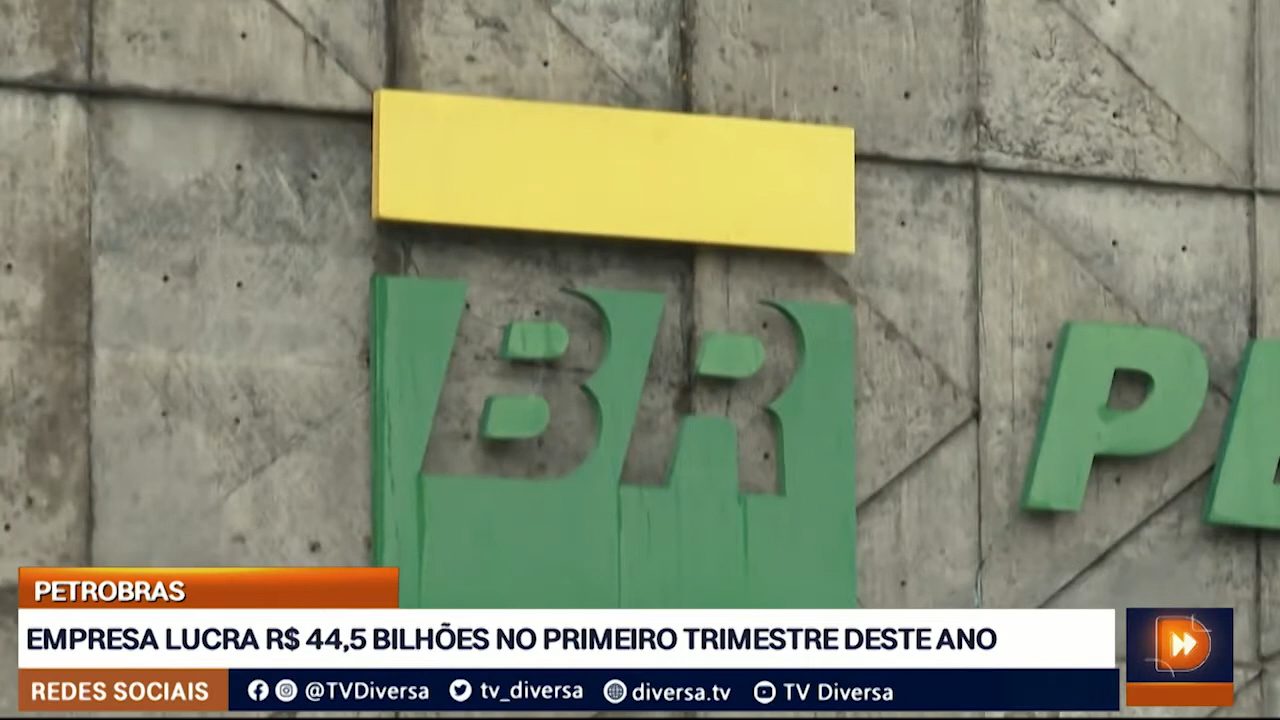 BR
P
PETROBRAS
EMPRESA LUCRA R$ 44,5 BILHÕES NO PRIMEIRO TRIMESTRE DESTE ANO
REDES SOCIAIS @TVDiversa tv_diversa diversa.tv TV Diversa